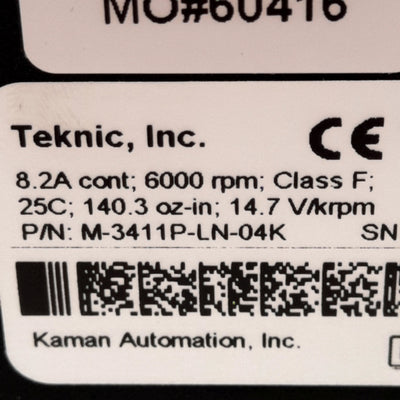 MO#60416
Teknic, Inc. CE
8.2A cont; 6000 rpm; Class F;
25C; 140.3 oz-in; 14.7 V/krpm
P/N: M-3411P-LN-04K SN
Kaman Automation, Inc.